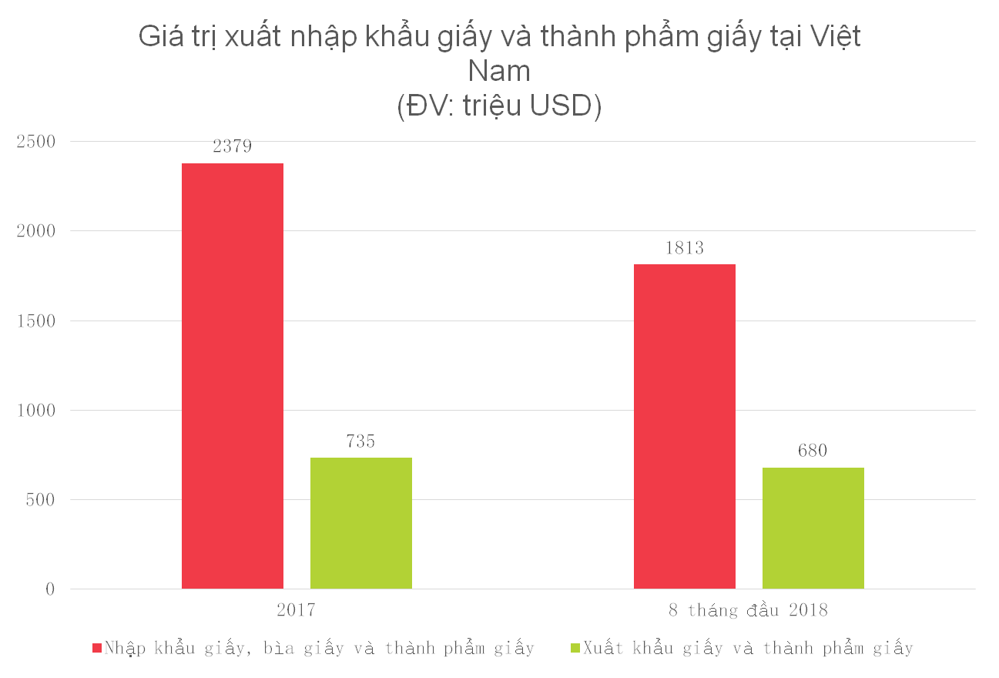 Giá trị xuất nhập khẩu giấy và thành phẩm giấy tại Việt
Nam
(ĐV: triệu USD)
2500
2000
1500
1000
500
0
2379
735
1813
680
2017
8 tháng đầu 2018
Nhập khẩu giấy, bìa giấy và thành phẩm giấy
Xuất khẩu giấy và thành phẩm giấy